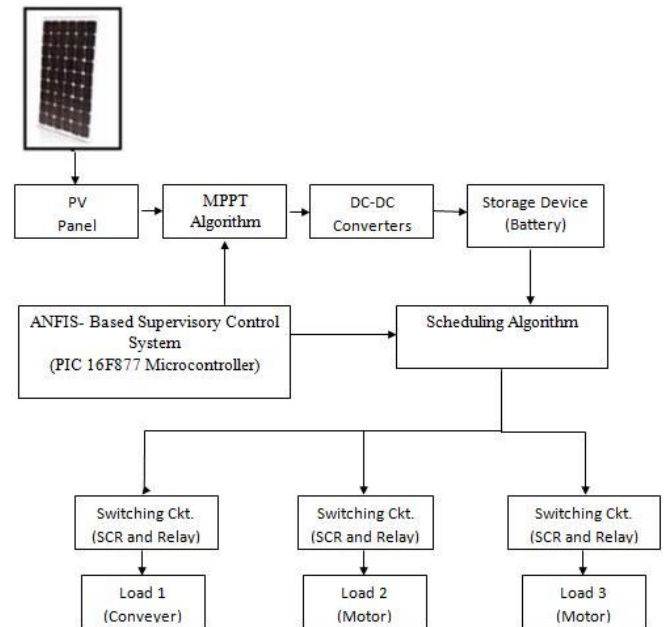 PV
Panel
MPPT
Algorithm
DC-DC
Converters
Storage Device
(Battery)
ANFIS- Based Supervisory Control
System
(PIC 16F877 Microcontroller)
Scheduling Algorithm
Switching Ckt.
(SCR and Relay)
Switching Ckt.
(SCR and Relay)
Switching Ckt.
(SCR and Relay)
Load 1
(Conveyer)
Load 2
(Motor)
Load 3
(Motor)